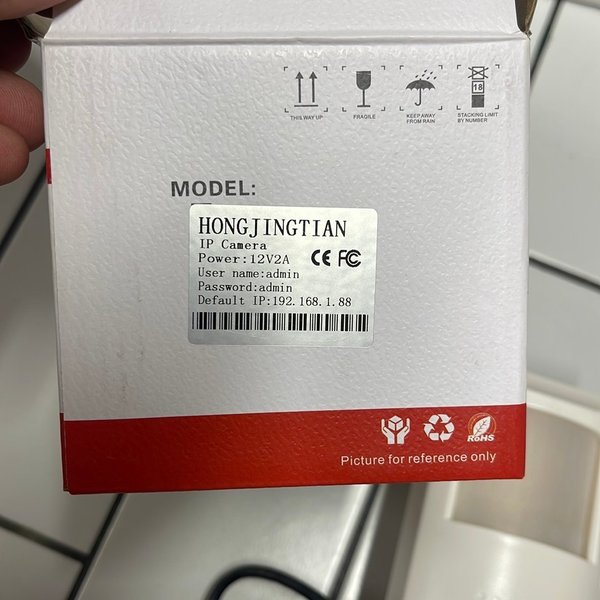 THIS WAY UP
FRAGILE
KEEP AWAY
FROM RAIN
18
STACKING LIMIT
BY NUMBER
MODEL:
HONGJINGTIAN
IP Camera
Power:12V2A CE FC
User name:admin
Password:admin
Default IP:192.168.1.88
RoHS
Picture for reference only